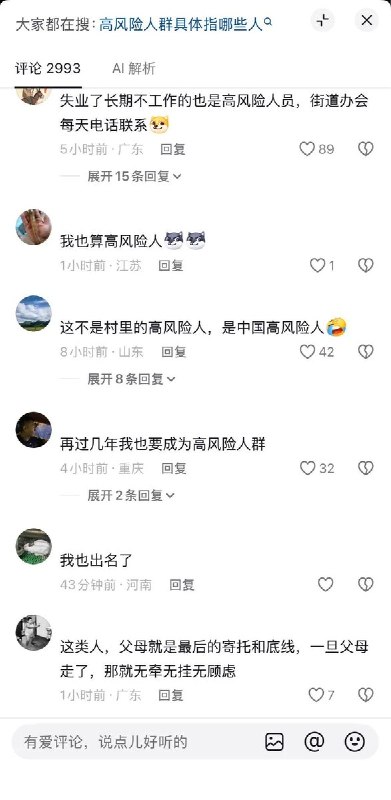 大家都在搜：高风险人群具体指哪些人
评论 2993
AI 解析
失业了长期不工作的也是高风险人员，街道办会
每天电话联系
5小时前·广东 回复
89
展开15条回复
我也算高风险人
1小时前·江苏 回复
1
这不是村里的高风险人，是中国高风险人
8小时前·山东 回复
42
展开8条回复
再过几年我也要成为高风险人群
4小时前·重庆 回复
32
展开2条回复
我也出名了
43分钟前·河南 回复
这类人，父母就是最后的寄托和底线，一旦父母
走了，那就无牵无挂无顾虑
1小时前·广东 回复
7
有爱评论，说点儿好听的